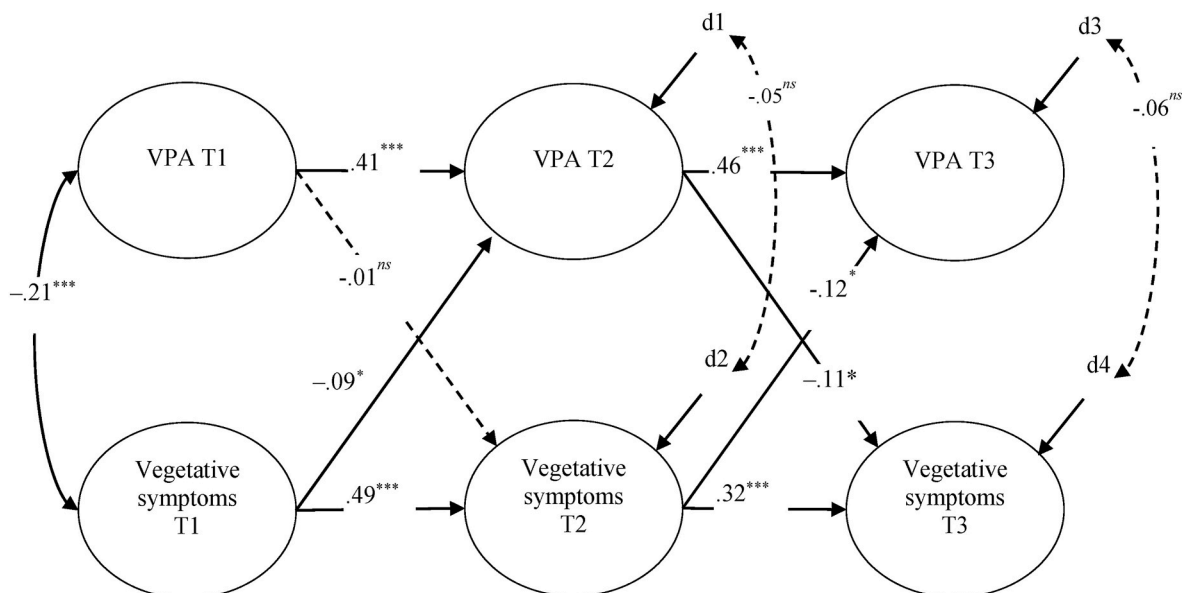 d1
d3
-.05ns
-.06ns
VPA T1
.41***
VPA T2
.46***
VPA T3
-.01ns
–.21***
-.12*
–.09*
d2
–.11*
d4
Vegetative
symptoms
T1
.49***
Vegetative
symptoms
T2
.32***
Vegetative
symptoms
T3